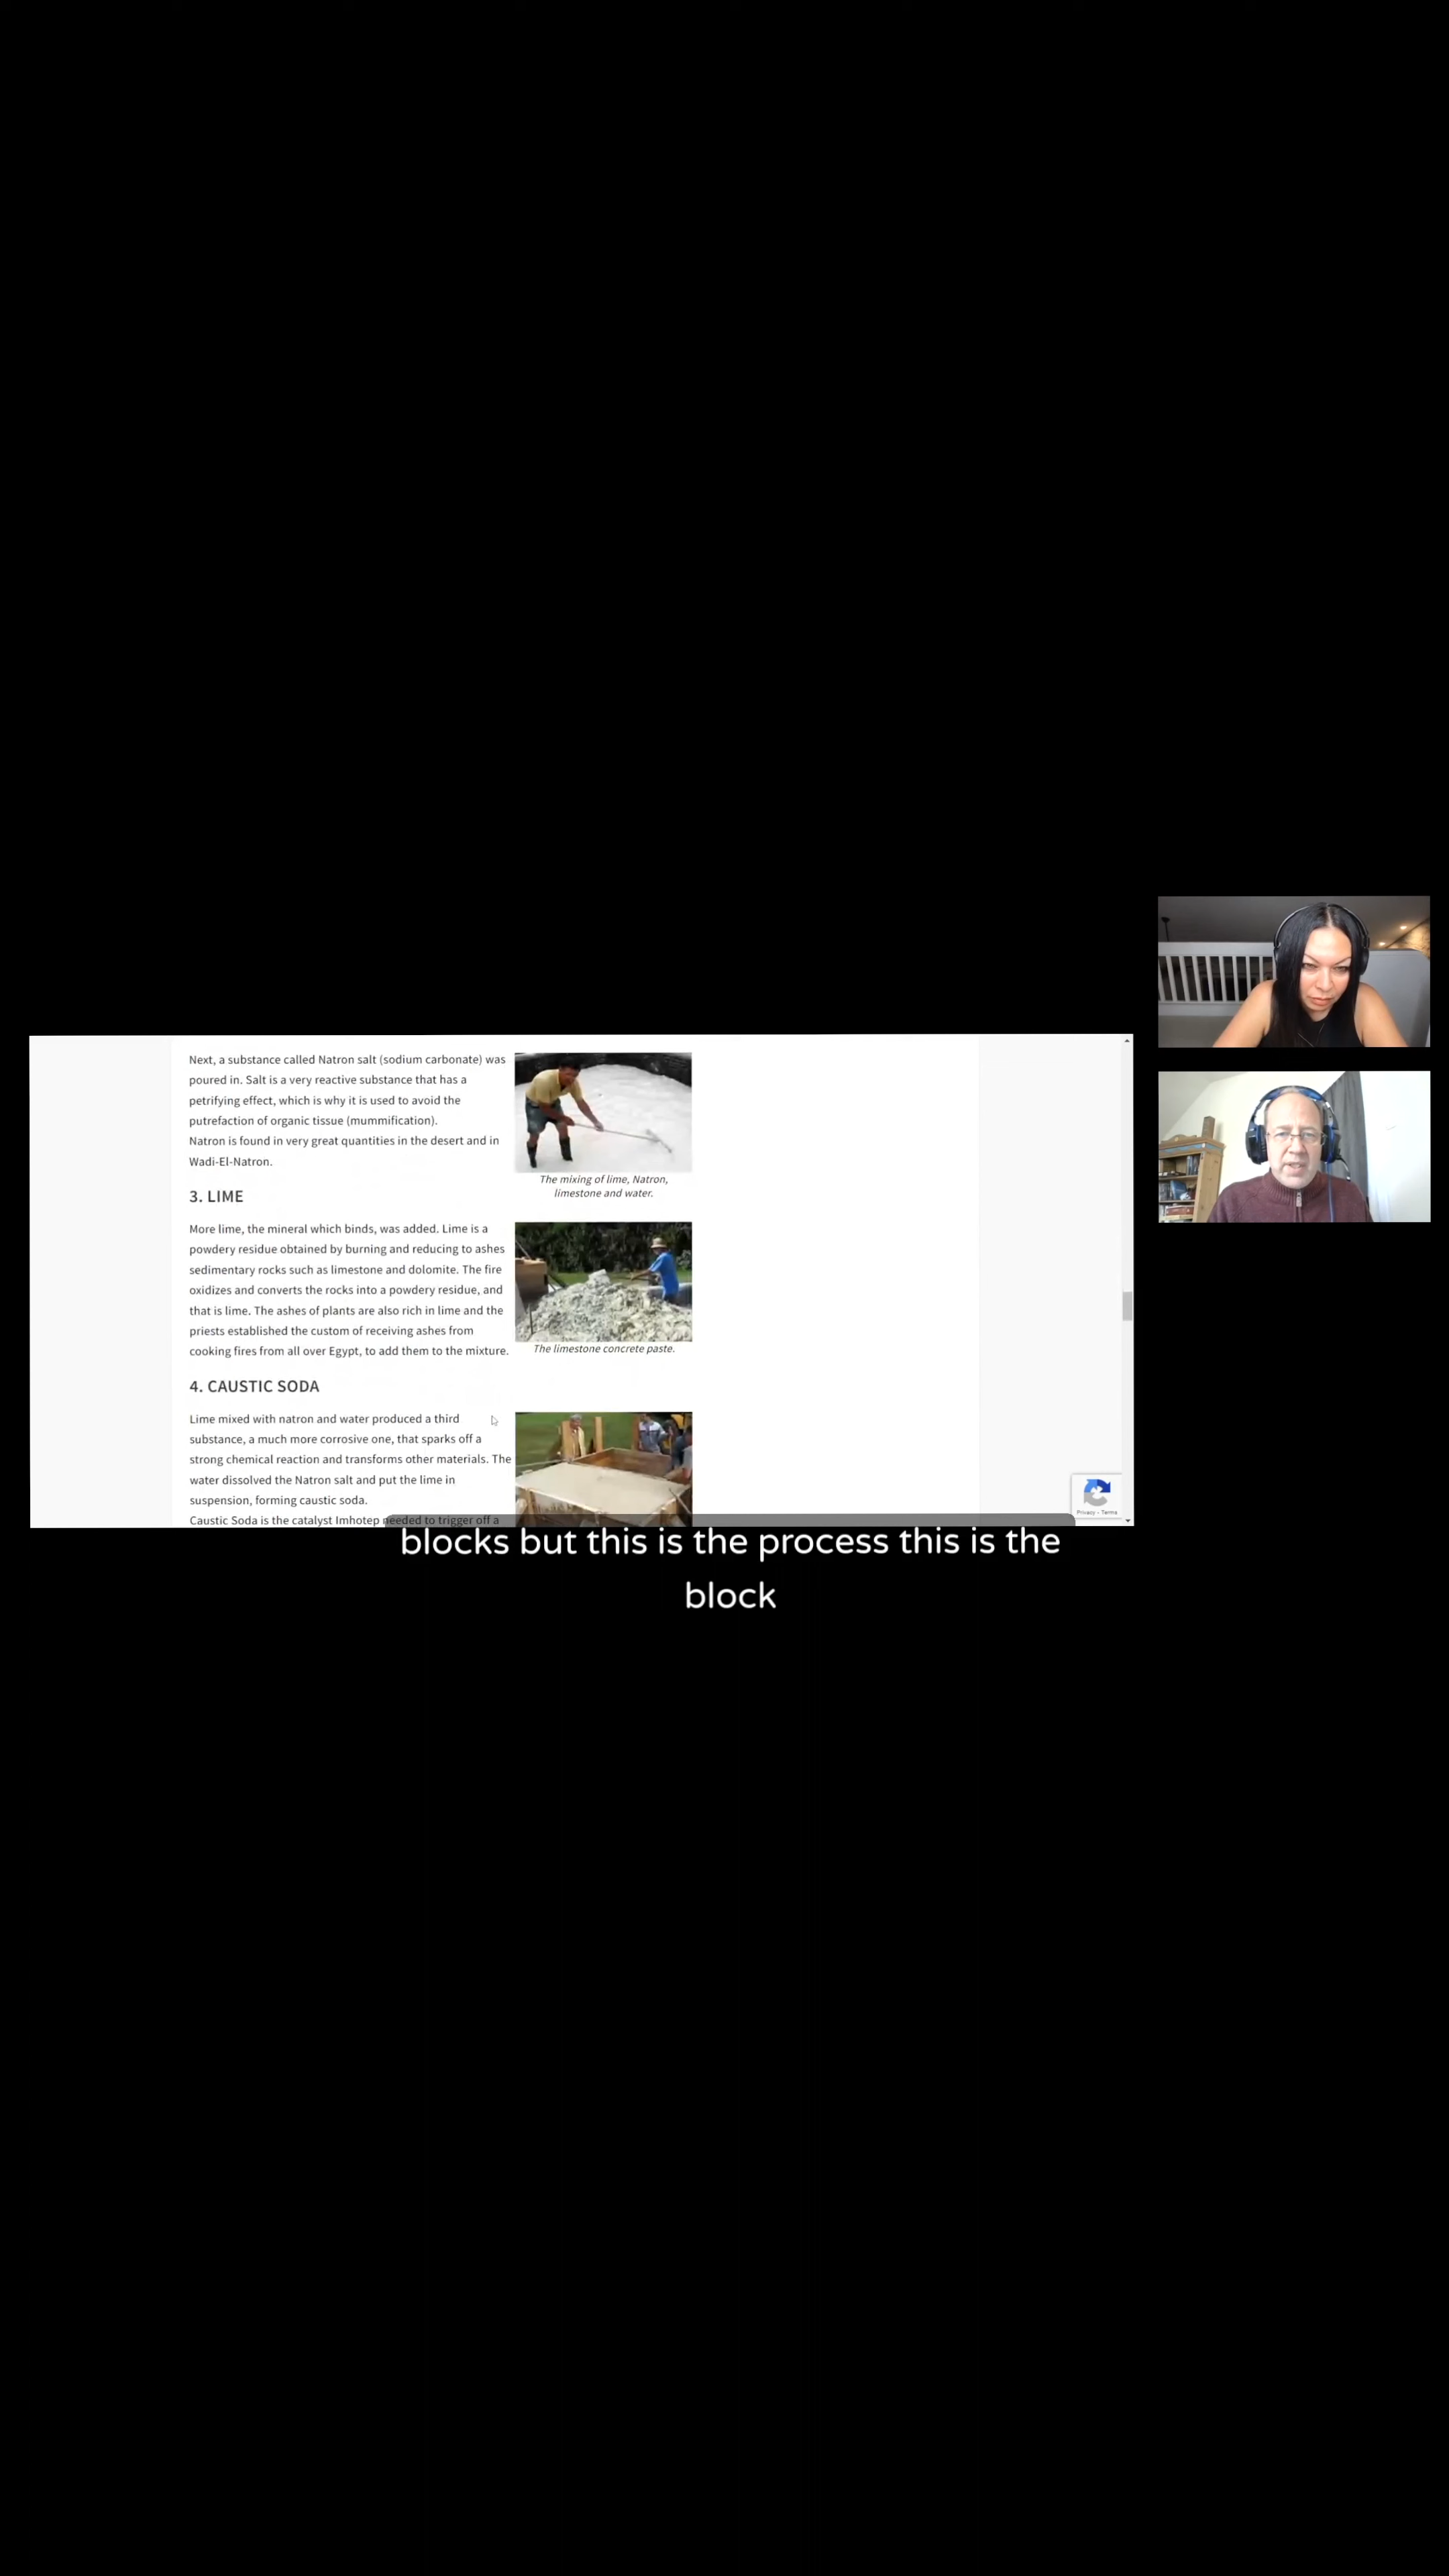 Next, a substance called Natron salt (sodium carbonate) was
poured in. Salt is a very reactive substance that has a
petrifying effect, which is why it is used to avoid the
putrefaction of organic tissue (mummification).
Natron is found in very great quantities in the desert and in
Wadi-El-Natron.
The mixing of lime, Natron,
limestone and water.
3. LIME
More lime, the mineral which binds, was added. Lime is a
powdery residue obtained by burning and reducing to ashes
sedimentary rocks such as limestone and dolomite. The fire
oxidizes and converts the rocks into a powdery residue, and
that is lime. The ashes of plants are also rich in lime and the
priests established the custom of receiving ashes from
cooking fires from all over Egypt, to add them to the mixture.
The limestone concrete paste.
4. CAUSTIC SODA
Lime mixed with natron and water produced a third
substance, a much more corrosive one, that sparks off a
strong chemical reaction and transforms other materials. The
water dissolved the Natron salt and put the lime in
suspension, forming caustic soda.
Caustic Soda is the catalyst Imhotep needed to trigger off a
Privacy - Terms
blocks but this is the process this is the
block